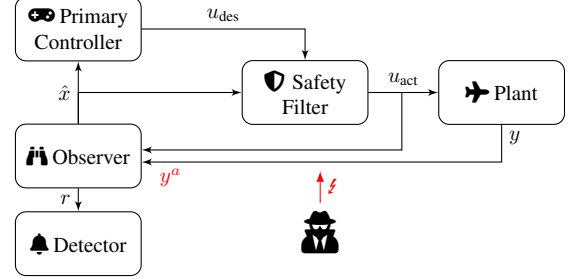 Primary
Controller
u_des
Safety
Filter
u_act
Plant
x̂
y
Observer
y^a
r
Detector